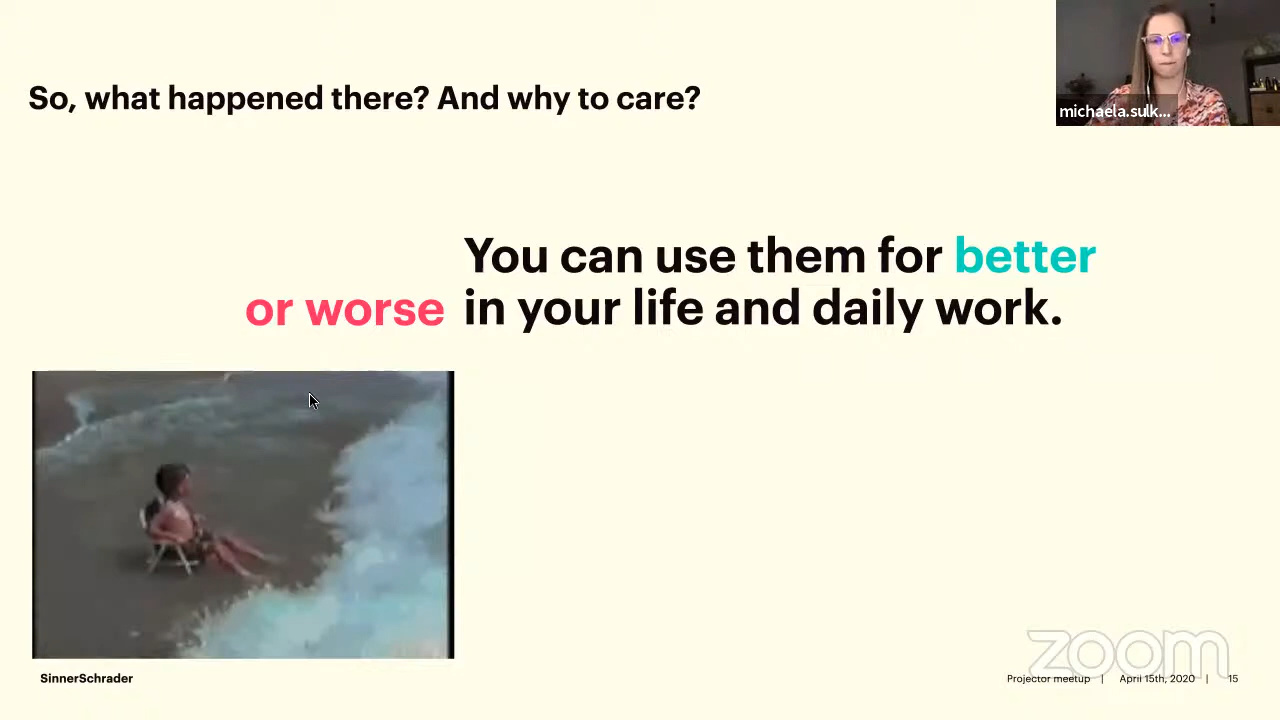 So, what happened there? And why to care?
michaela.sulk...
You can use them for better
or worse in your life and daily work.
zoom
SinnerSchrader
Projector meetup | April 15th, 2020 | 15